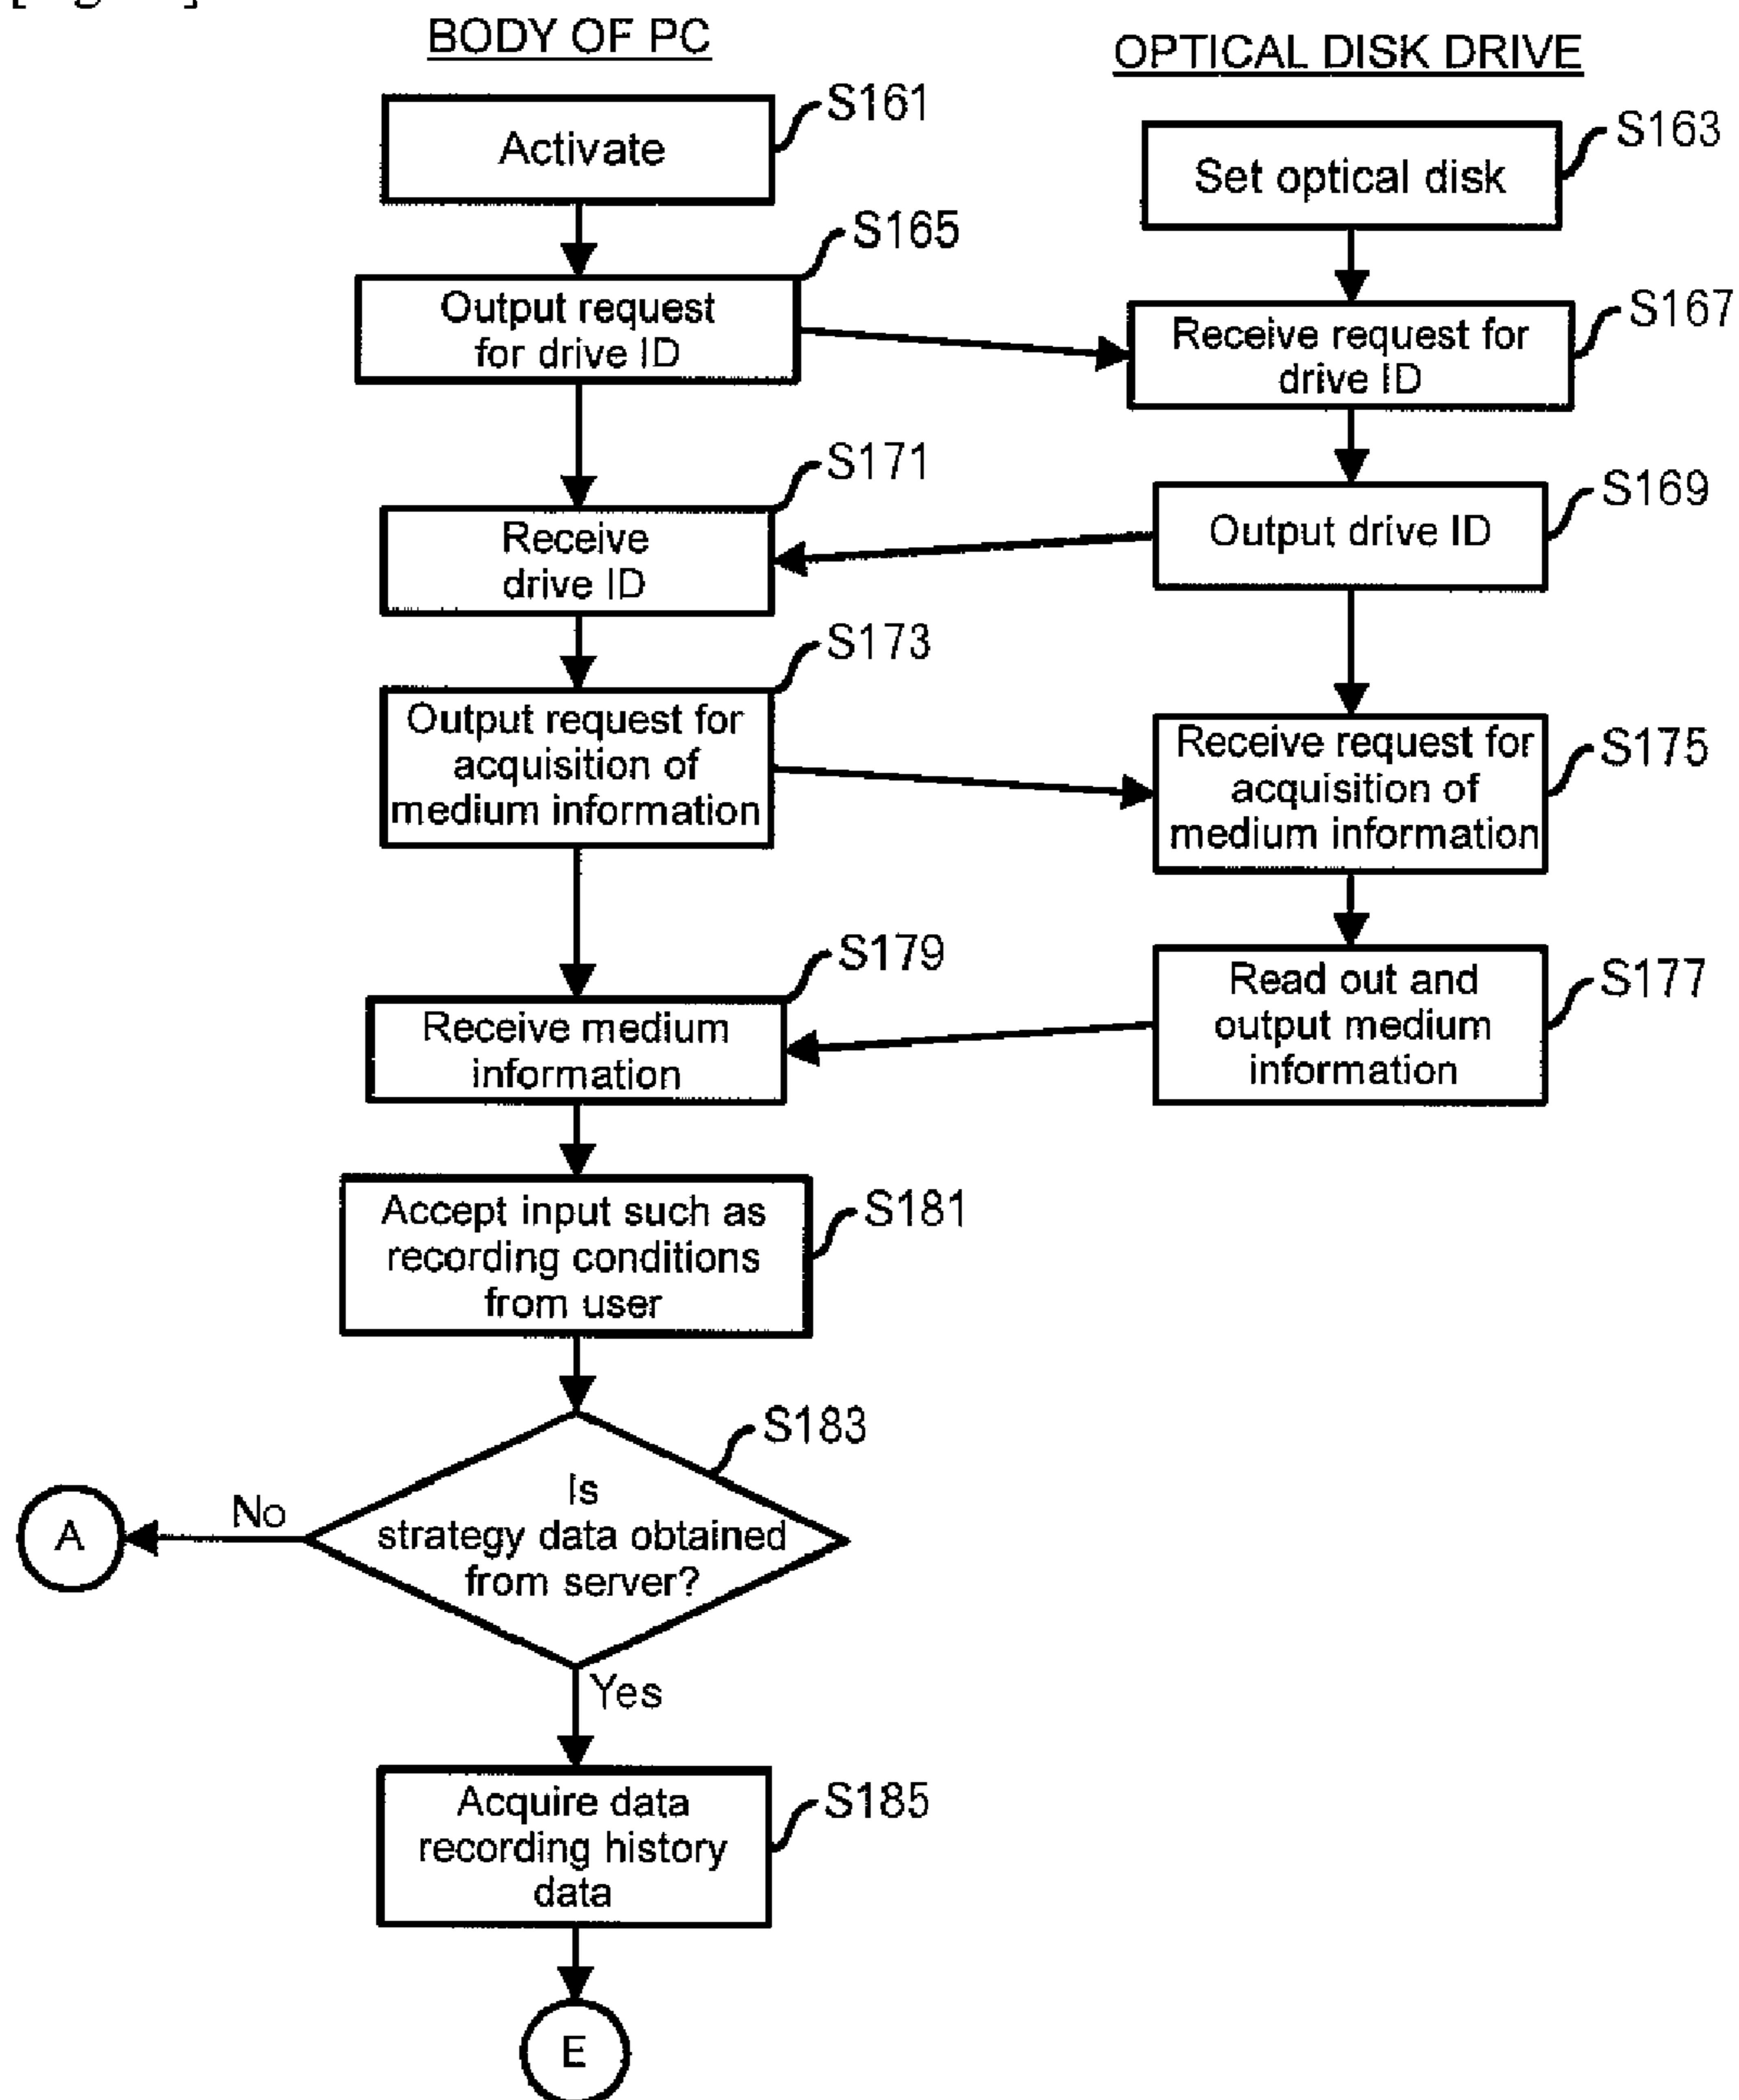 BODY OF PC
OPTICAL DISK DRIVE
S161
Activate
S163
Set optical disk
S165
Output request
for drive ID
S167
Receive request for
drive ID
S171
Receive
drive ID
S169
Output drive ID
S173
Output request for
acquisition of
medium information
S175
Receive request for
acquisition of
medium information
S179
Receive medium
information
S177
Read out and
output medium
information
S181
Accept input such as
recording conditions
from user
S183
Is
strategy data obtained
from server?
No
A
Yes
S185
Acquire data
recording history
data
E